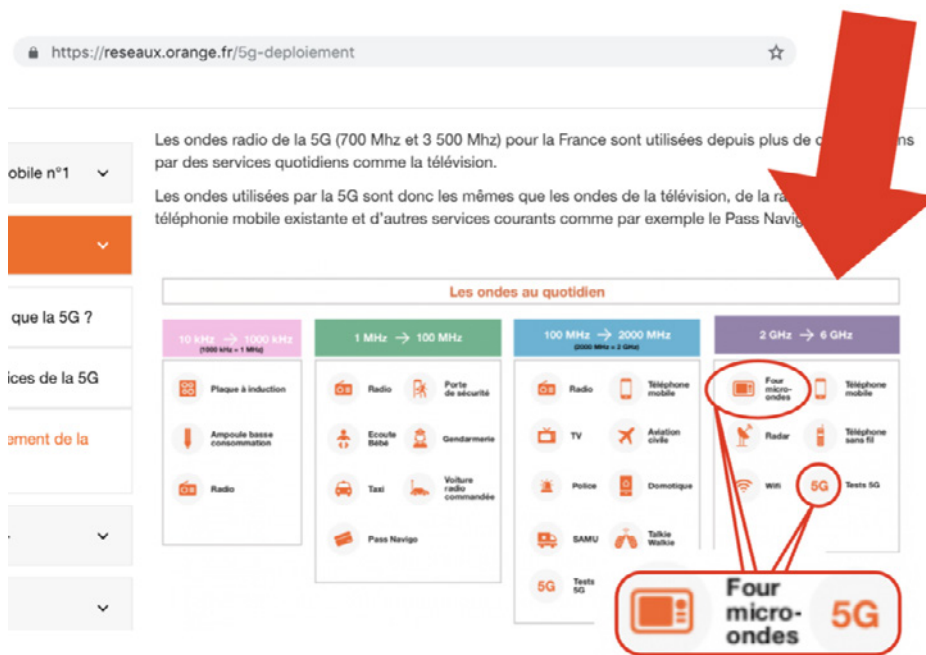 https://reseaux.orange.fr/5g-deploiement
Les ondes radio de la 5G (700 Mhz et 3 500 Mhz) pour la France sont utilisées depuis plus de
par des services quotidiens comme la télévision.
Les ondes utilisées par la 5G sont donc les mêmes que les ondes de la télévision, de la
téléphonie mobile existante et d'autres services courants comme par exemple le Pass
obile n°1
que la 5G ?
ices de la 5G
ement de la
Les ondes au quotidien
10 kHz → 1000 kHz
(1000 kHz = 1 MHz)
Plaque à induction
Ampoule basse
consommation
Radio
1 MHz → 100 MHz
Radio
Porte
de sécurité
Ecoute
Bébé
Gendarmerie
Taxi
Voiture
radio
commandée
Pass Navigo
100 MHz → 2000 MHz
(2000 MHz = 2 GHz)
Radio
Téléphone
mobile
TV
Aviation
civile
Police
Domotique
SAMU
Talkie
Walkie
5G
Tests
5G
2 GHz → 6 GHz
Four
micro-
ondes
Téléphone
mobile
Radar
Téléphone
sans fil
Wifi
5G
Tests 5G
Four
micro-
ondes
5G